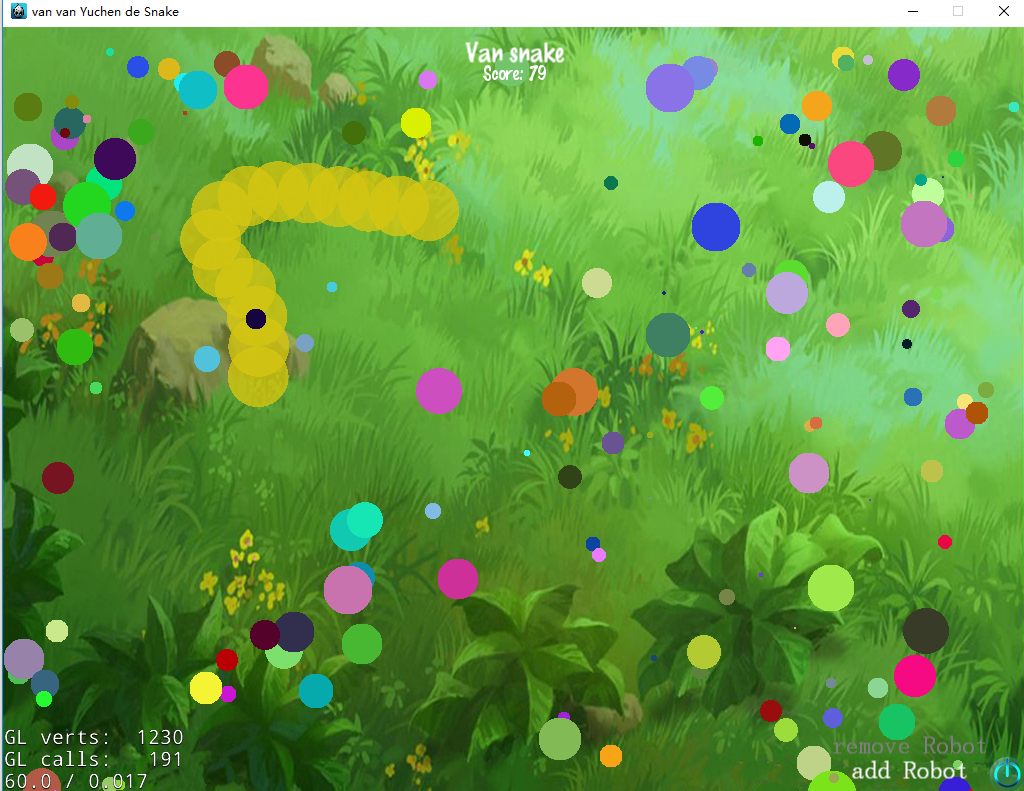 van van Yuchen de Snake
Van snake
Score: 79
GL verts: 1230
GL calls: 191
60.0 / 0.017
remove Robot
add Robot